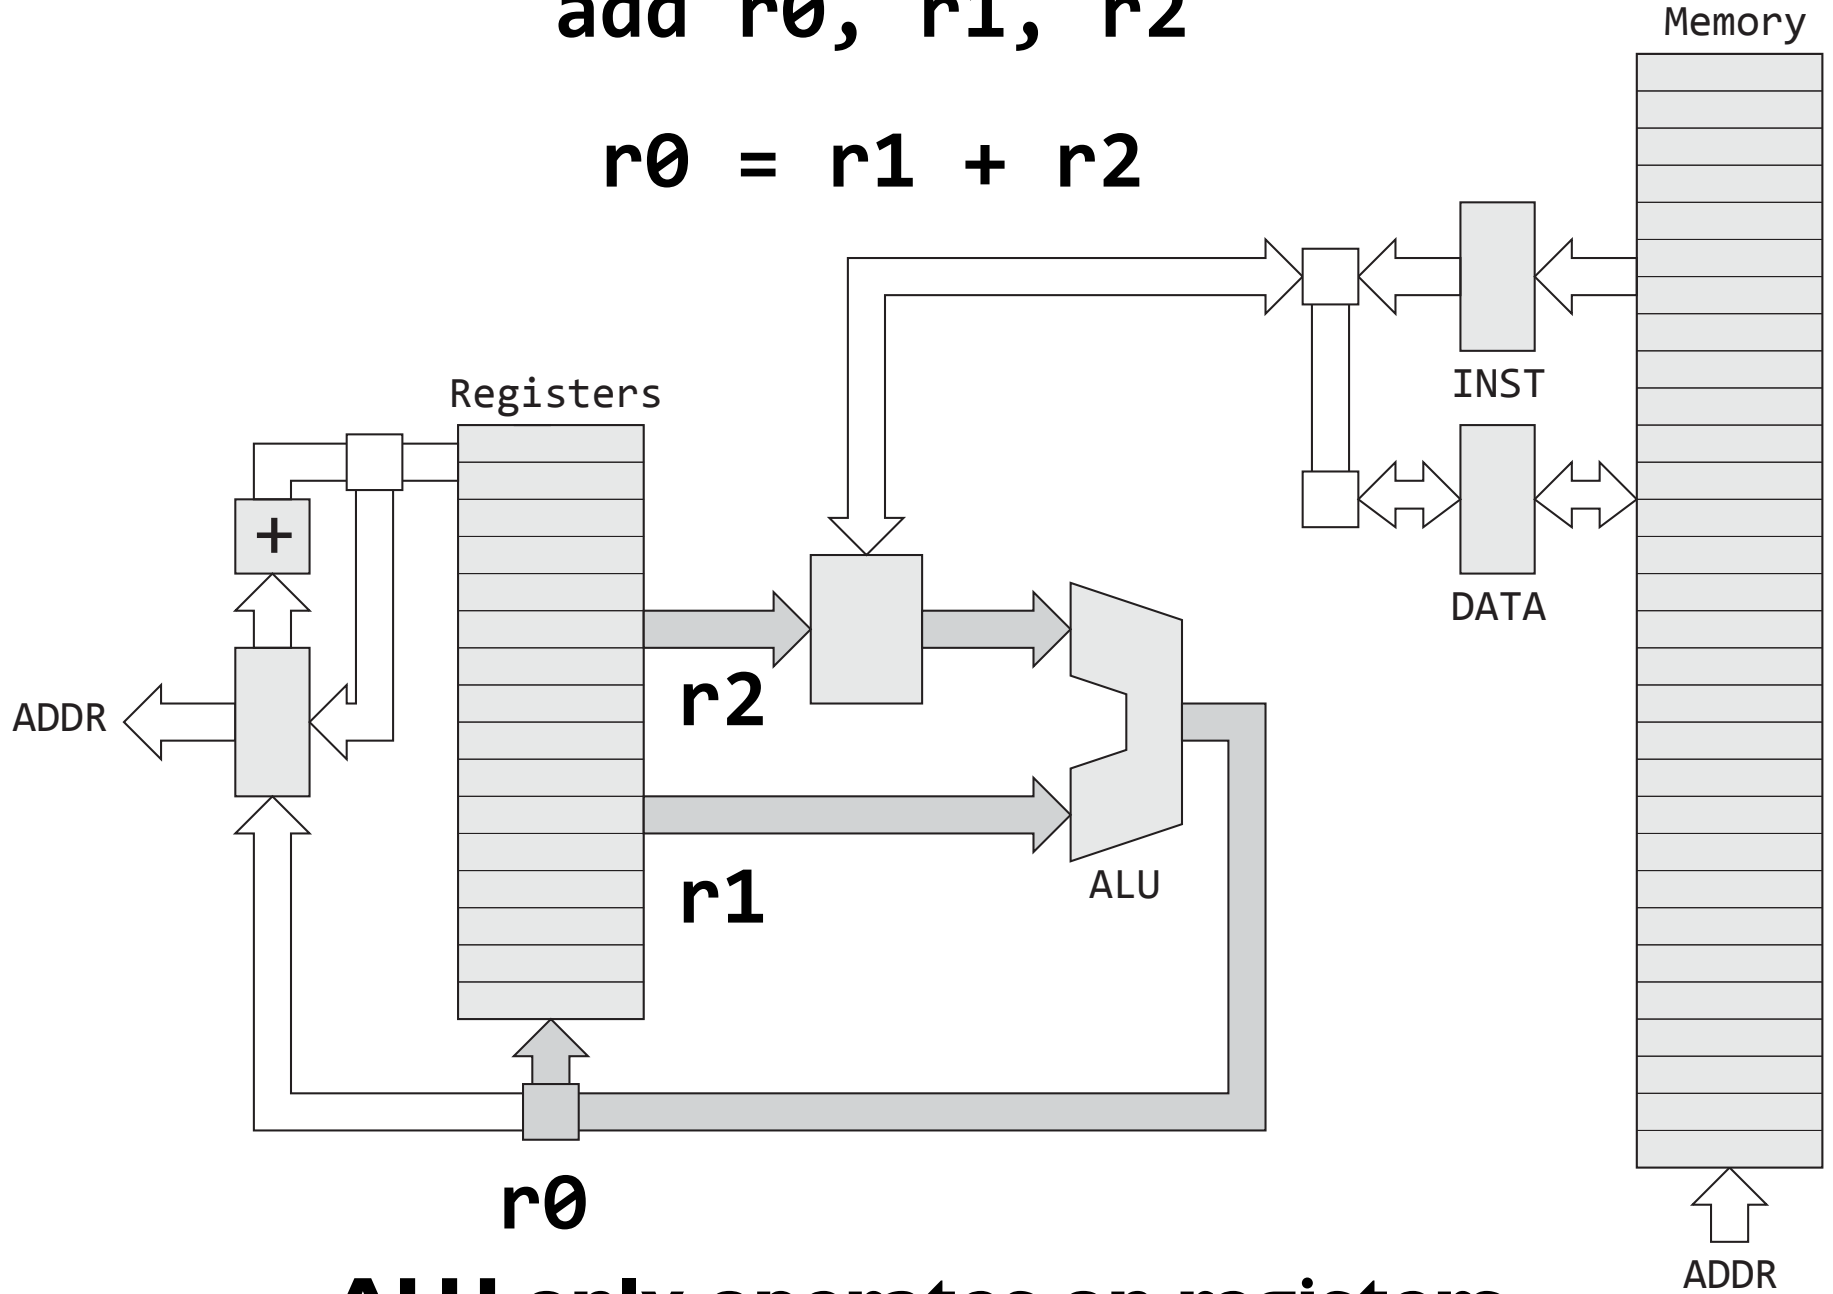 add r0, r1, r2
Memory
r0 = r1 + r2
INST
Registers
+
DATA
r2
ADDR
r1
ALU
r0
ADDR
ALU only operates on registers